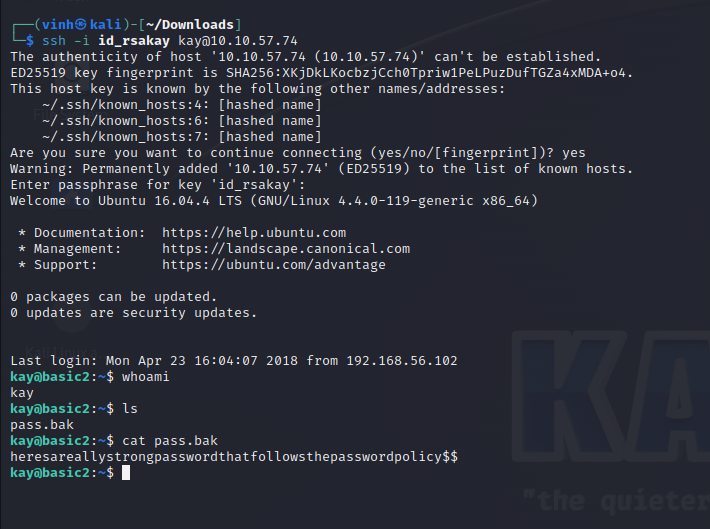 ┌──(vinh㉿kali)-[~/Downloads]
└─$ ssh -i id_rsakay kay@10.10.57.74
The authenticity of host '10.10.57.74 (10.10.57.74)' can't be established.
ED25519 key fingerprint is SHA256:XKjDkLKocbzjCch0Tpriw1PeLPuzDufTGZa4xMDA+o4.
This host key is known by the following other names/addresses:
    ~/.ssh/known_hosts:4: [hashed name]
    ~/.ssh/known_hosts:6: [hashed name]
    ~/.ssh/known_hosts:7: [hashed name]
Are you sure you want to continue connecting (yes/no/[fingerprint])? yes
Warning: Permanently added '10.10.57.74' (ED25519) to the list of known hosts.
Enter passphrase for key 'id_rsakay':
Welcome to Ubuntu 16.04.4 LTS (GNU/Linux 4.4.0-119-generic x86_64)
 * Documentation:  https://help.ubuntu.com
 * Management:     https://landscape.canonical.com
 * Support:        https://ubuntu.com/advantage
0 packages can be updated.
0 updates are security updates.
Last login: Mon Apr 23 16:04:07 2018 from 192.168.56.102
kay@basic2:~$ whoami
kay
kay@basic2:~$ ls
pass.bak
kay@basic2:~$ cat pass.bak
heresareallystrongpasswordthatfollowsthepasswordpolicy$$
kay@basic2:~$
KA
"the quieter